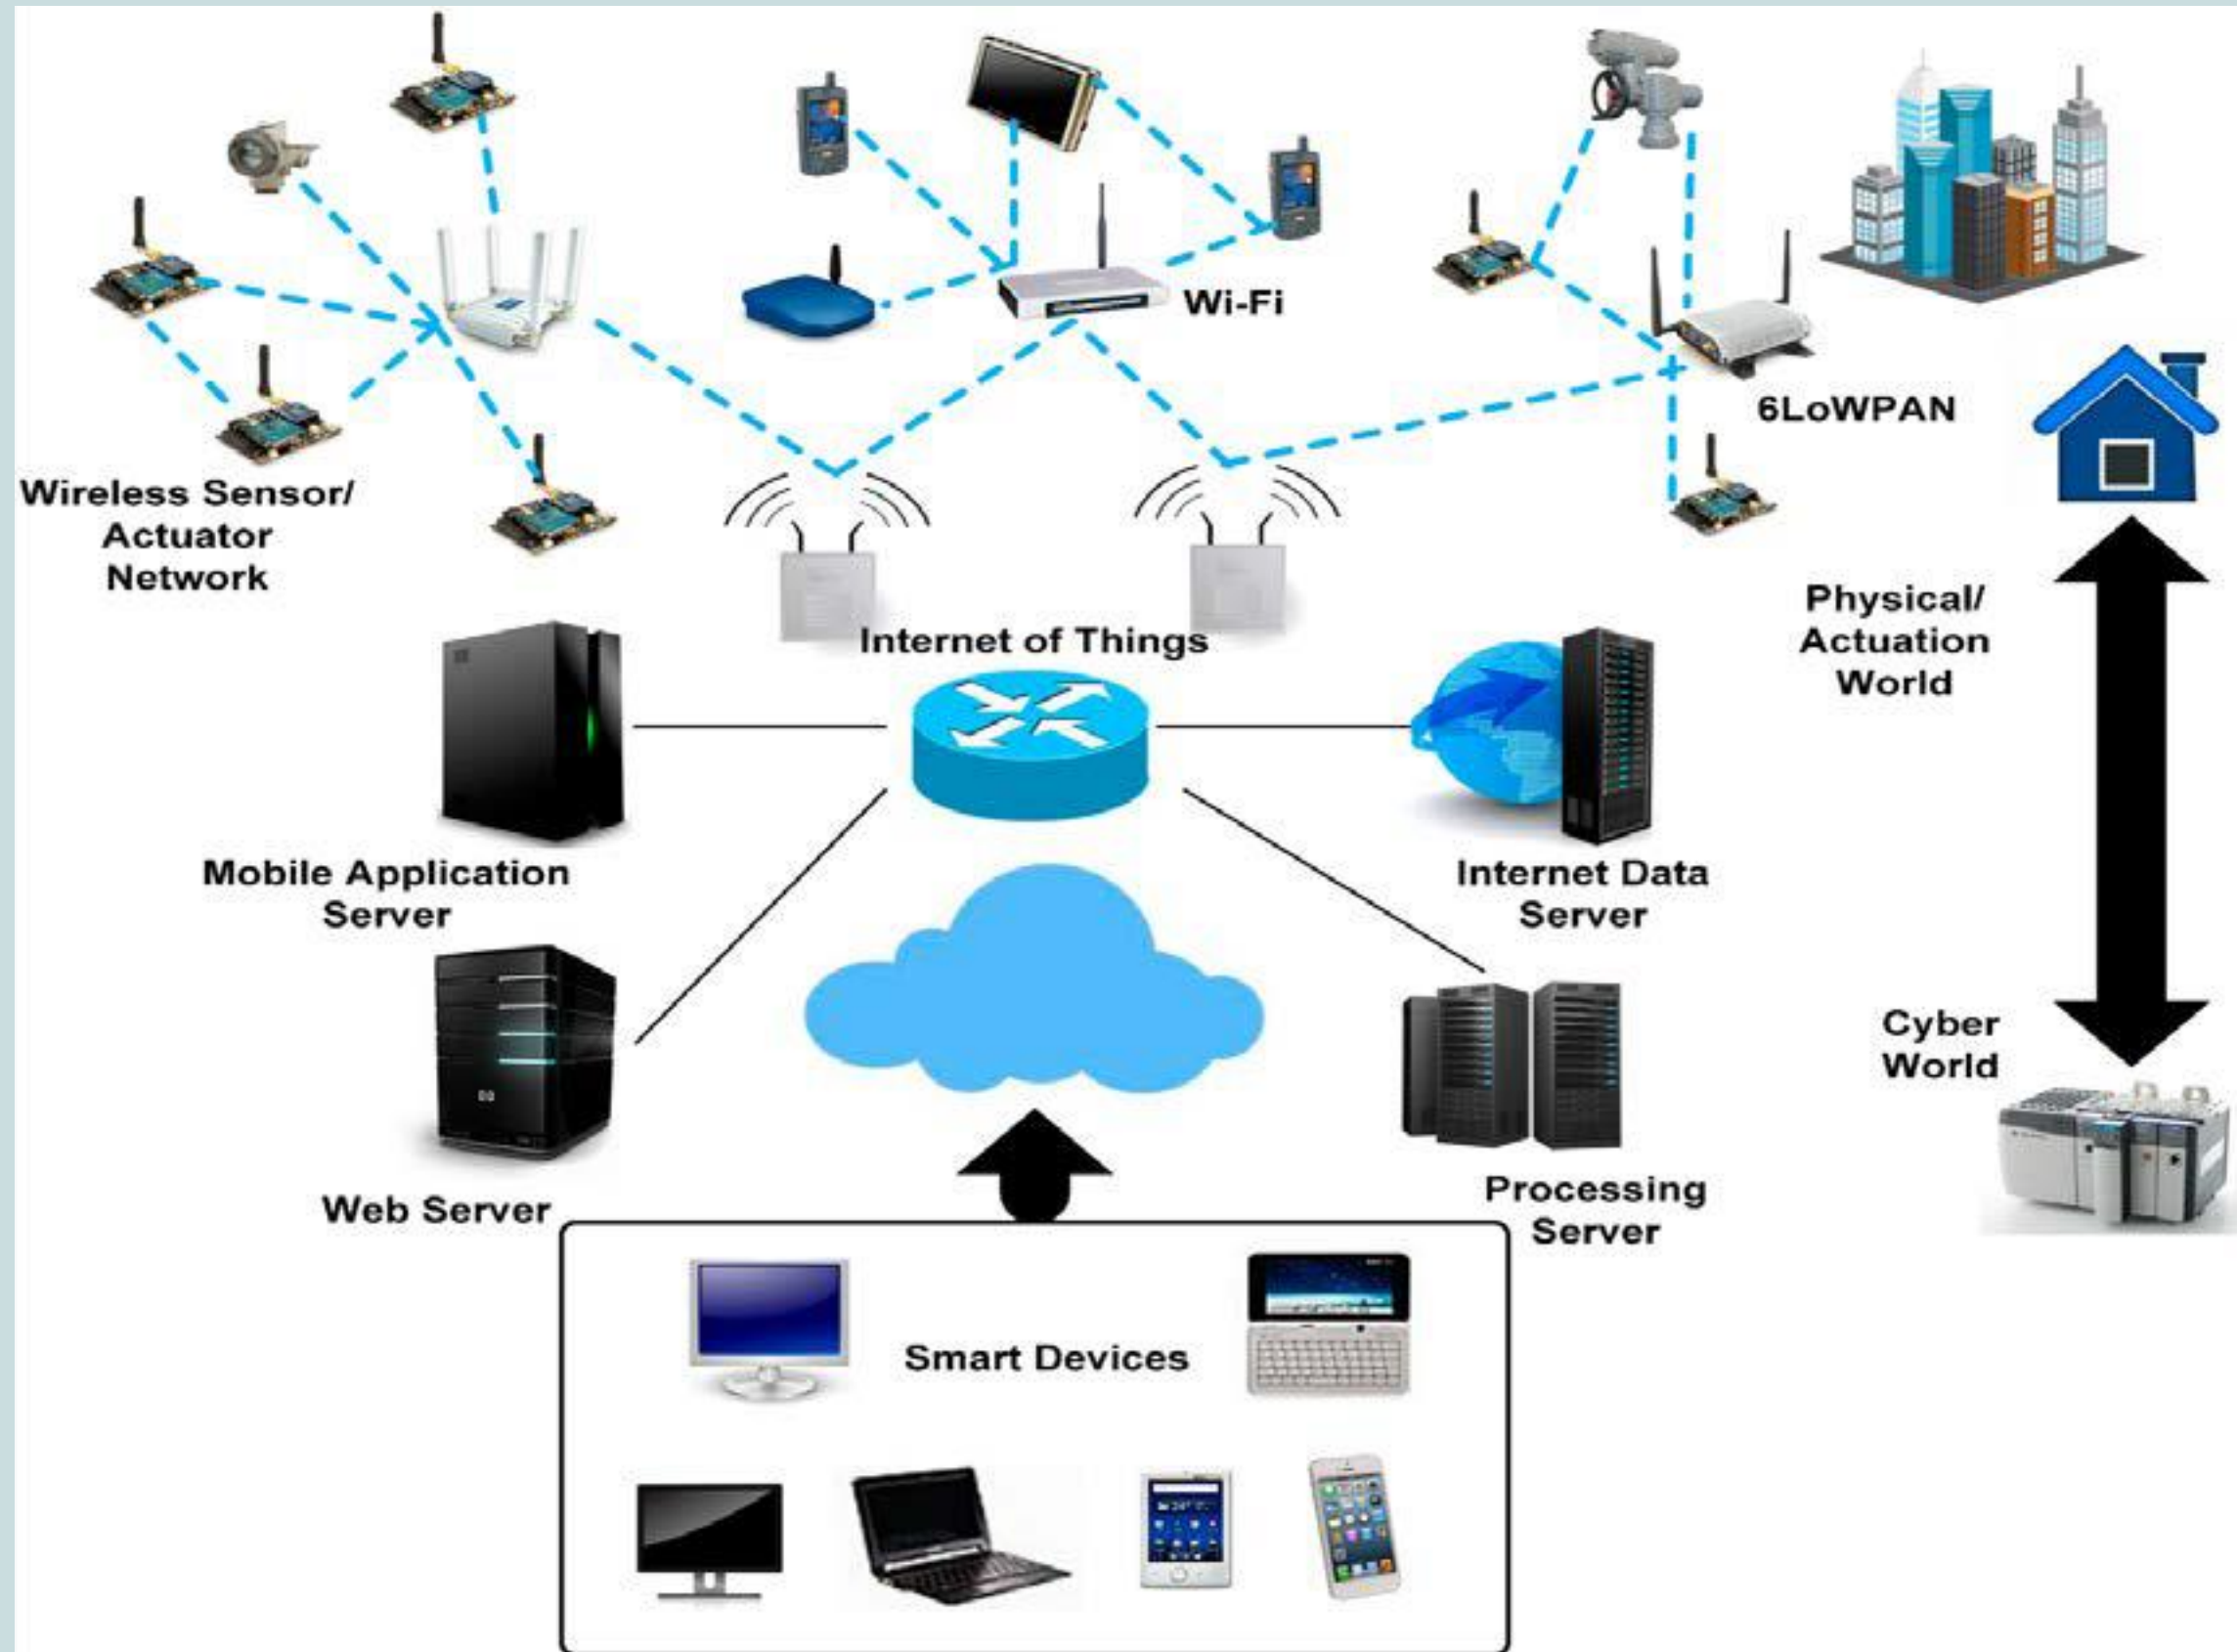 Wi-Fi
6LoWPAN
Wireless Sensor/
Actuator
Network
Physical/
Actuation
World
Internet of Things
Mobile Application
Server
Internet Data
Server
Cyber
World
Web Server
Processing
Server
Smart Devices